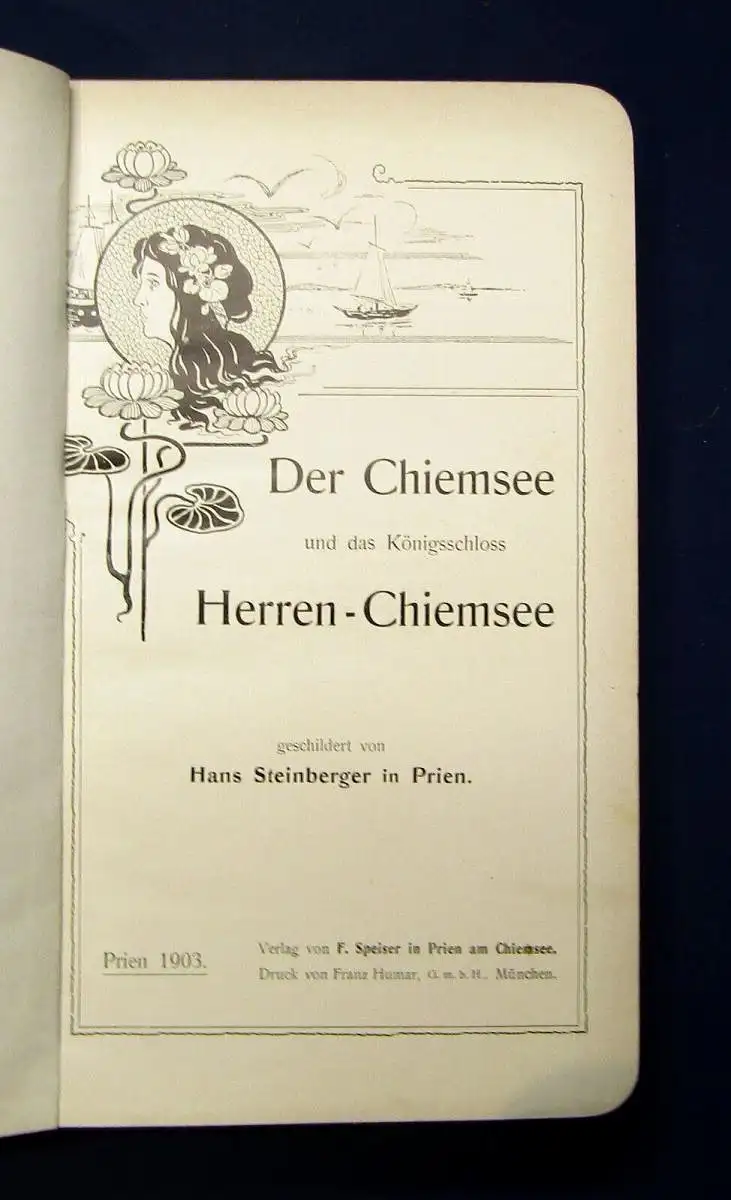 Der Chiemsee
und das Königsschloss
Herren-Chiemsee
geschildert von
Hans Steinberger in Prien.
Prien 1903.
Verlag von F. Speiser in Prien am Chiemsee.
Druck von Franz Humar, G. m. b. H., München.